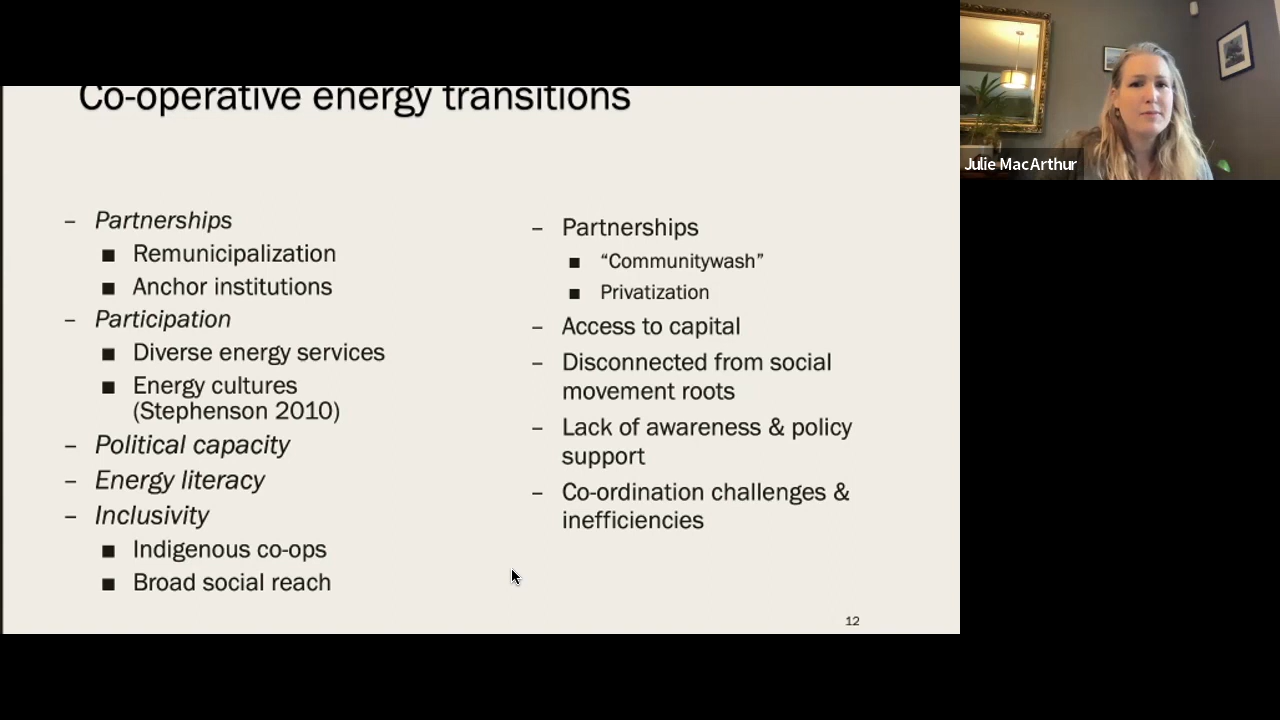 Co-operative energy transitions
– Partnerships
■ Remunicipalization
■ Anchor institutions
– Participation
■ Diverse energy services
■ Energy cultures
(Stephenson 2010)
– Political capacity
– Energy literacy
– Inclusivity
■ Indigenous co-ops
■ Broad social reach
– Partnerships
■ “Communitywash”
■ Privatization
– Access to capital
– Disconnected from social
movement roots
– Lack of awareness & policy
support
– Co-ordination challenges &
inefficiencies
12
Julie MacArthur